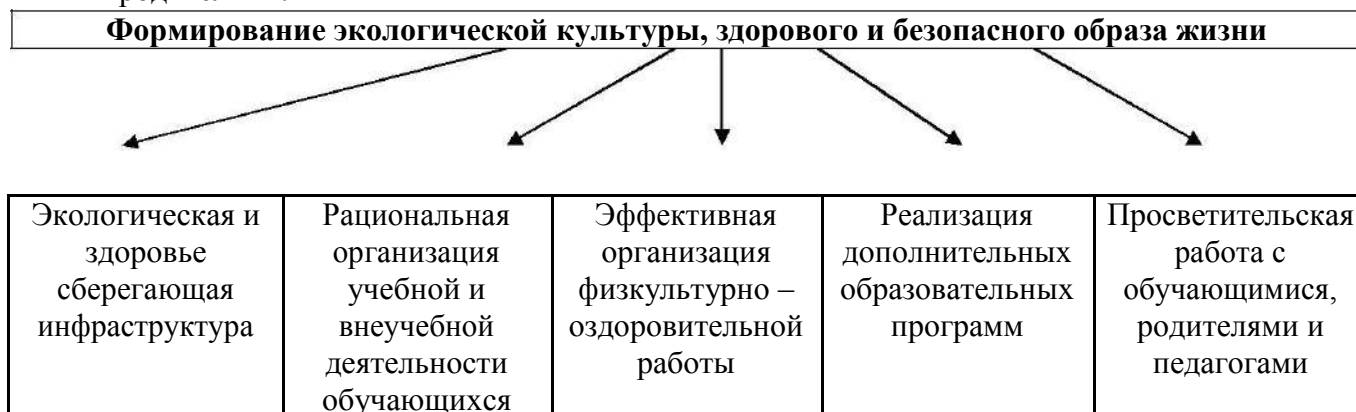 Формирование экологической культуры, здорового и безопасного образа жизни
Экологическая и
здоровье
сберегающая
инфраструктура
Рациональная
организация
учебной и
внеучебной
деятельности
обучающихся
Эффективная
организация
физкультурно –
оздоровительной
работы
Реализация
дополнительных
образовательных
программ
Просветительская
работа с
обучающимися,
родителями и
педагогами